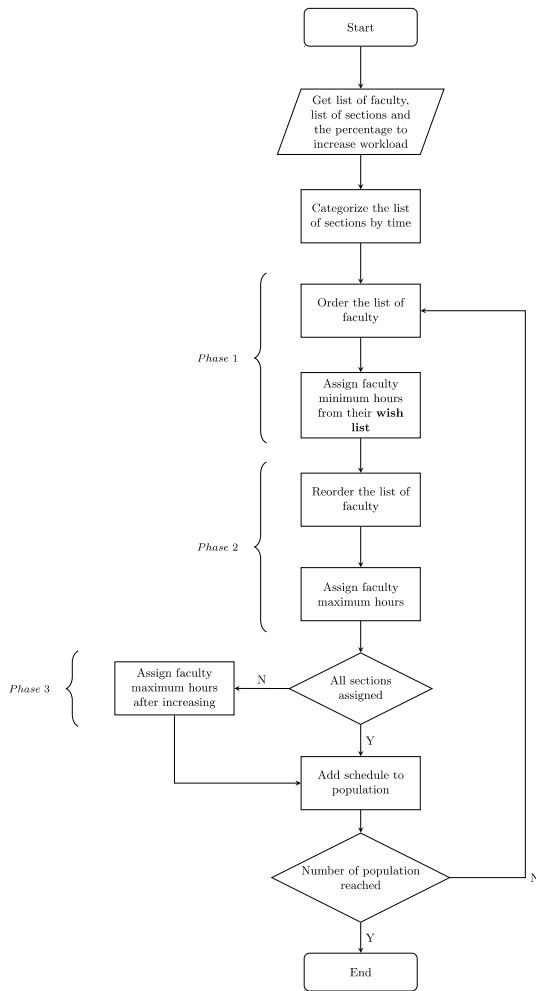 Start
Get list of faculty,
list of sections and
the percentage to
increase workload
Categorize the list
of sections by time
Order the list of
faculty
Phase 1
Assign faculty
minimum hours
from their wish
list
Reorder the list of
faculty
Phase 2
Assign faculty
maximum hours
All sections
assigned
N
Assign faculty
maximum hours
after increasing
Phase 3
Y
Add schedule to
population
Number of population
reached
N
Y
End